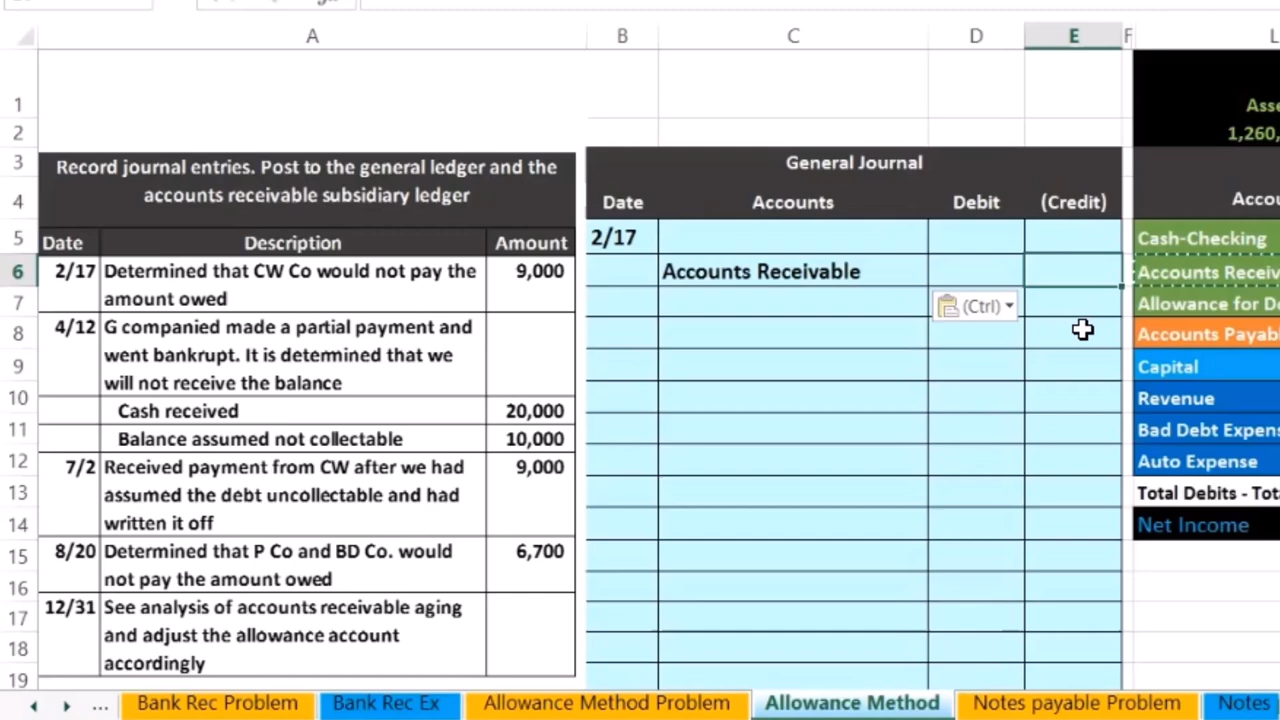 A B C D E F L
1
Asse
2
1,260,
3
Record journal entries. Post to the general ledger and the
accounts receivable subsidiary ledger
General Journal
4
Date Accounts Debit (Credit)
Accou
5
Date Description Amount
2/17
Cash-Checking
6
2/17 Determined that CW Co would not pay the 9,000
amount owed
Accounts Receivable
Accounts Receiv
7
(Ctrl)
Allowance for Do
8
4/12 G companied made a partial payment and
went bankrupt. It is determined that we
will not receive the balance
Accounts Payabl
9
Capital
10
Cash received 20,000
Revenue
11
Balance assumed not collectable 10,000
Bad Debt Expens
12
7/2 Received payment from CW after we had 9,000
assumed the debt uncollectable and had
written it off
Auto Expense
13
Total Debits - Tot
14
Net Income
15
8/20 Determined that P Co and BD Co. would 6,700
not pay the amount owed
16
17
12/31 See analysis of accounts receivable aging
and adjust the allowance account
accordingly
18
19
... Bank Rec Problem Bank Rec Ex Allowance Method Problem Allowance Method Notes payable Problem Notes